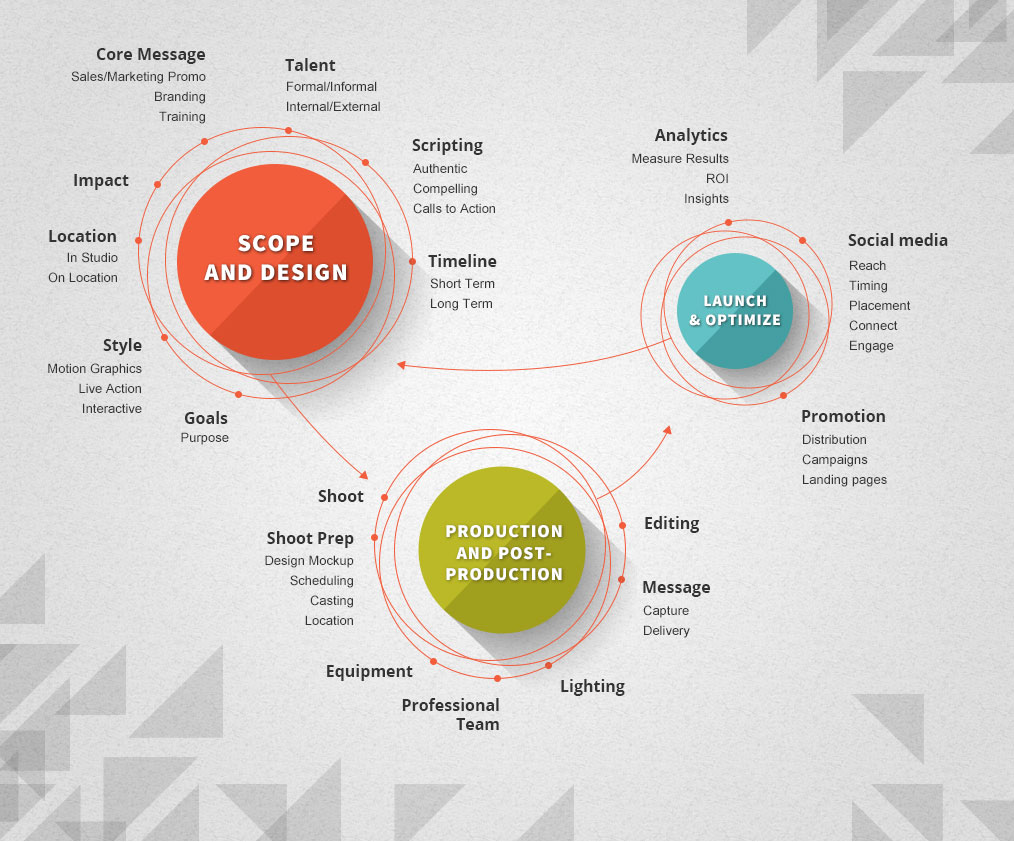 Core Message
Sales/Marketing Promo
Branding
Training
Talent
Formal/Informal
Internal/External
Scripting
Authentic
Compelling
Calls to Action
Impact
Location
In Studio
On Location
SCOPE
AND DESIGN
Timeline
Short Term
Long Term
Style
Motion Graphics
Live Action
Interactive
Goals
Purpose
Analytics
Measure Results
ROI
Insights
Social media
Reach
Timing
Placement
Connect
Engage
LAUNCH
& OPTIMIZE
Promotion
Distribution
Campaigns
Landing pages
Shoot
Shoot Prep
Design Mockup
Scheduling
Casting
Location
PRODUCTION
AND POST-
PRODUCTION
Editing
Message
Capture
Delivery
Equipment
Professional
Team
Lighting